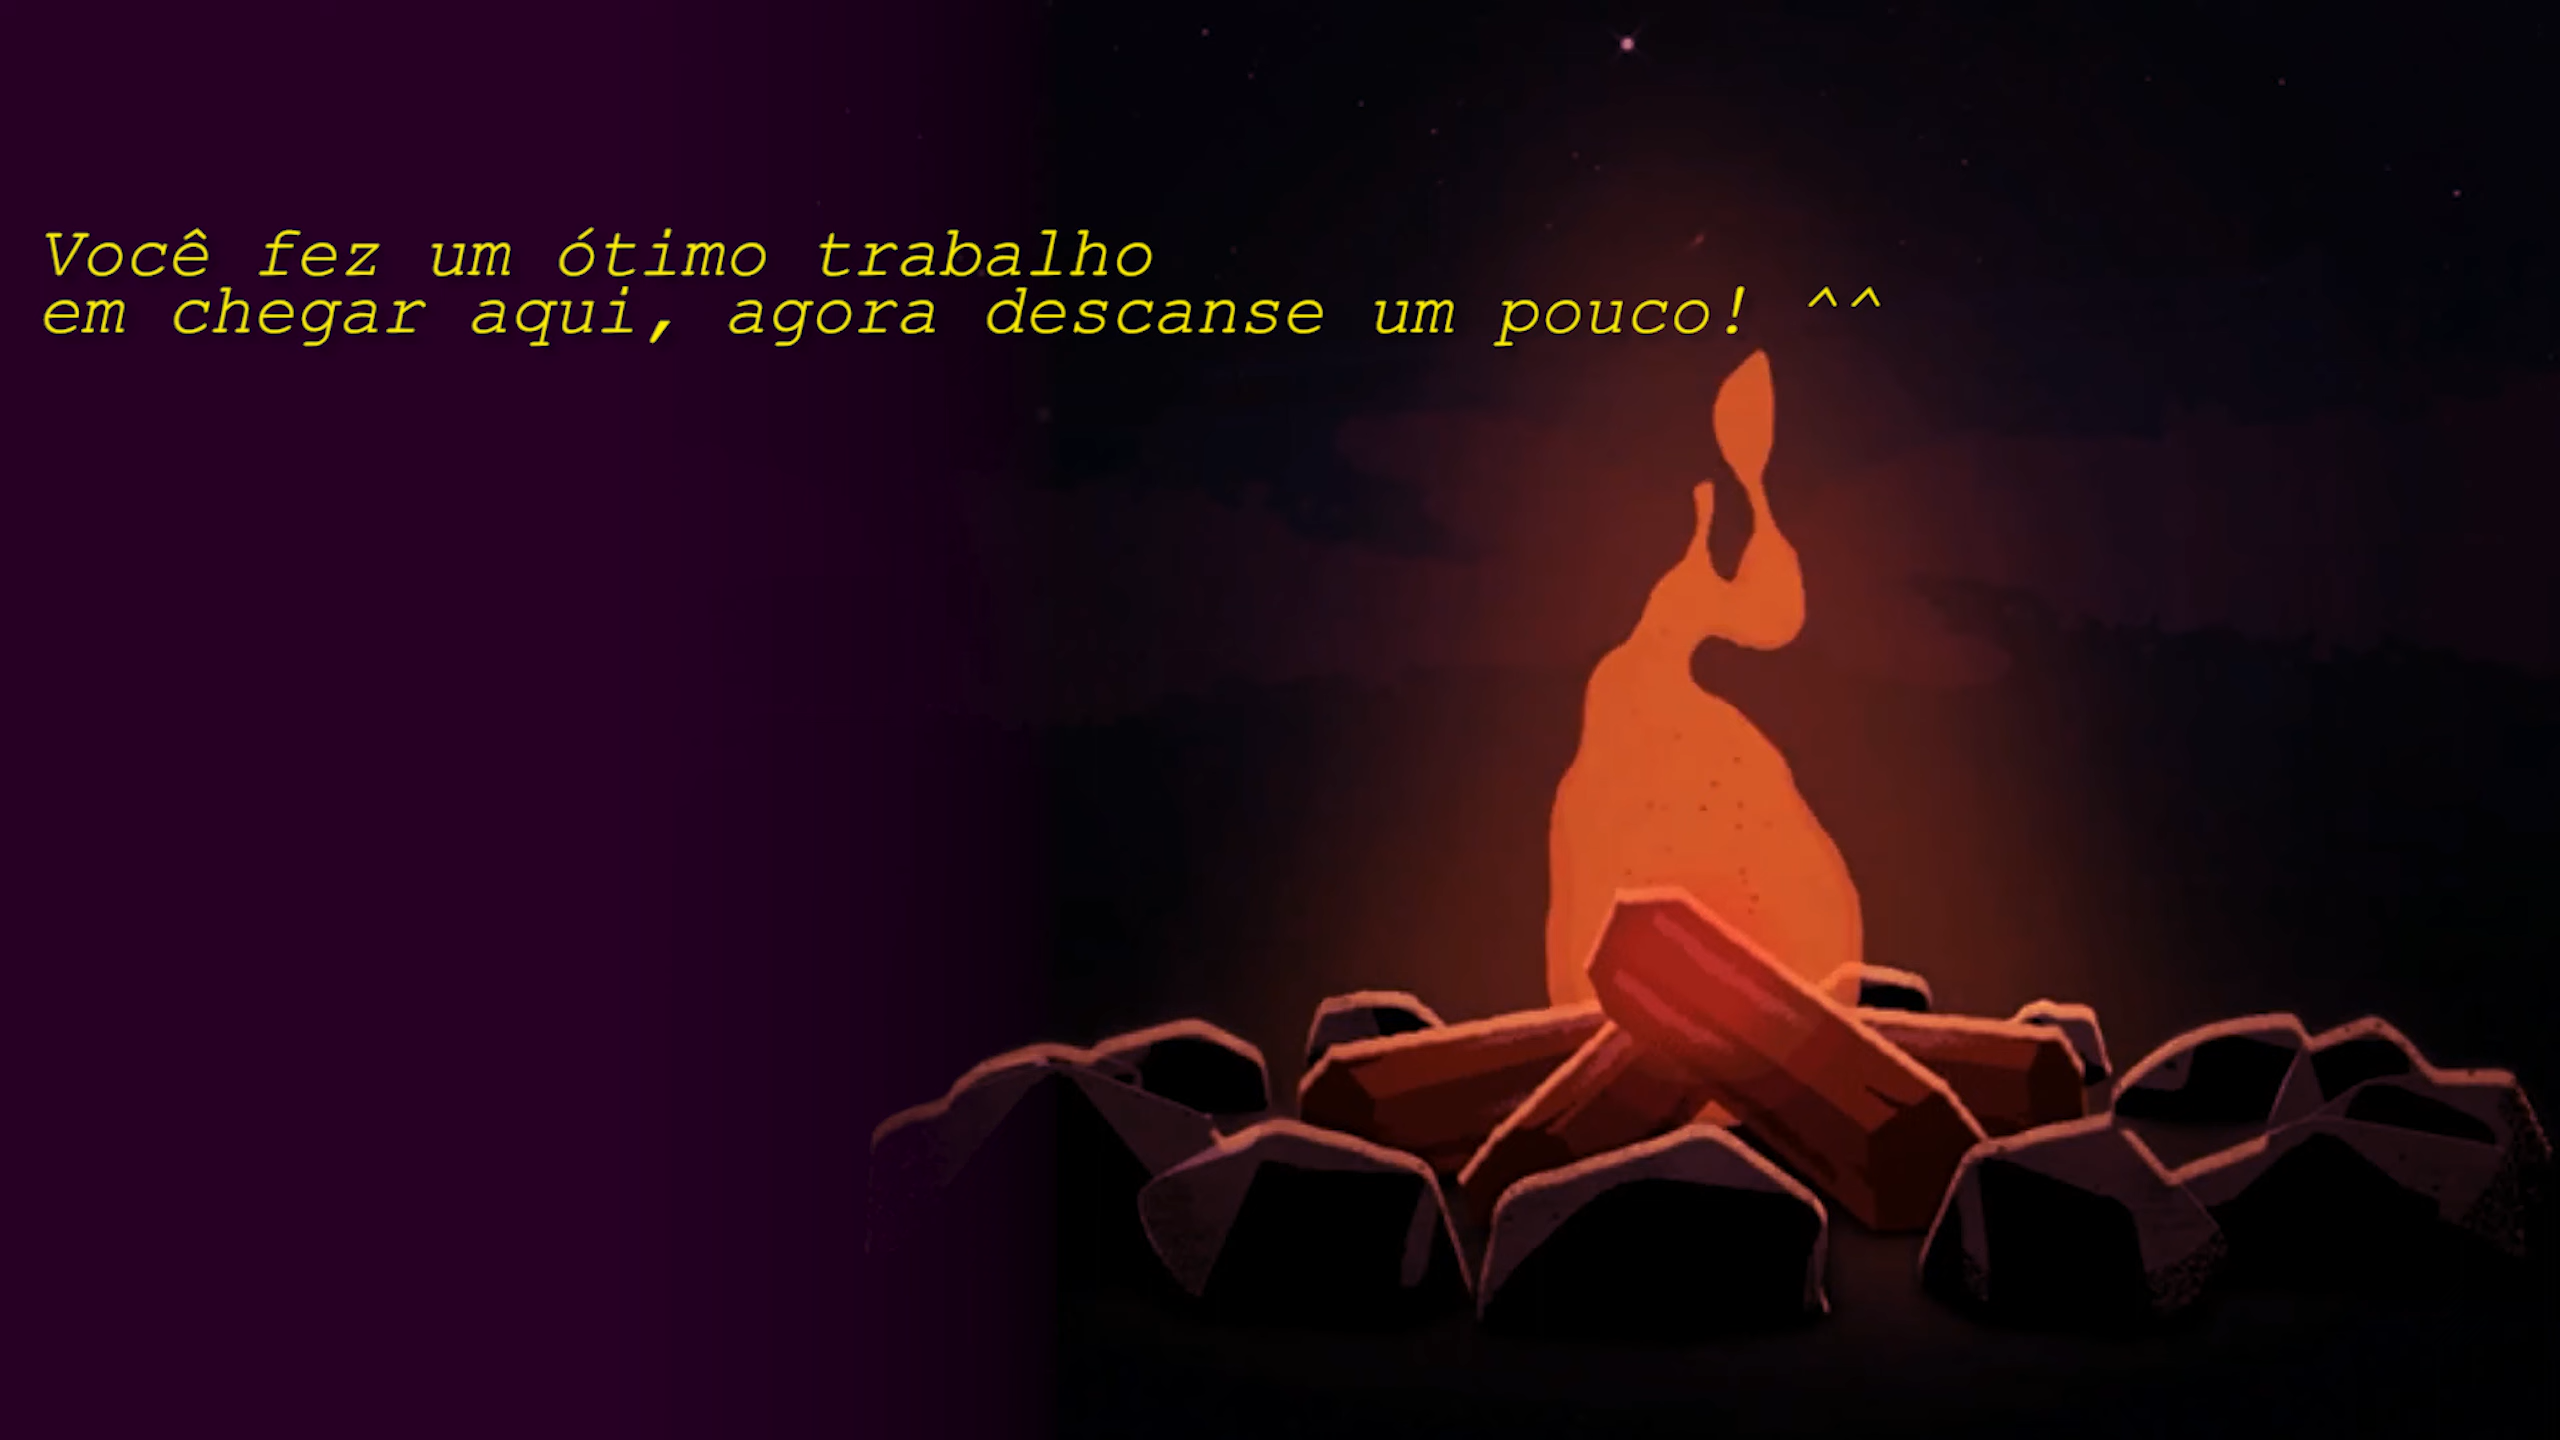 Você fez um ótimo trabalho
em chegar aqui, agora descanse um pouco! ^^